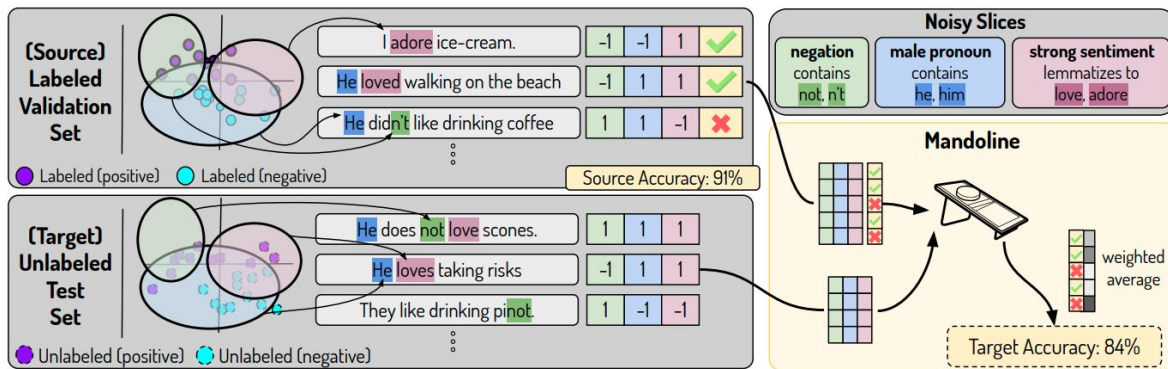 (Source)
Labeled
Validation
Set
I adore ice-cream.
-1 -1 1
He loved walking on the beach
-1 1 1
He didn't like drinking coffee
1 1 -1
Labeled (positive)
Labeled (negative)
Source Accuracy: 91%
(Target)
Unlabeled
Test
Set
He does not love scones.
1 1 1
He loves taking risks
-1 1 1
They like drinking pinot.
1 -1 -1
Unlabeled (positive)
Unlabeled (negative)
Noisy Slices
negation
contains
not, n't
male pronoun
contains
he, him
strong sentiment
lemmatizes to
love, adore
Mandoline
weighted
average
Target Accuracy: 84%